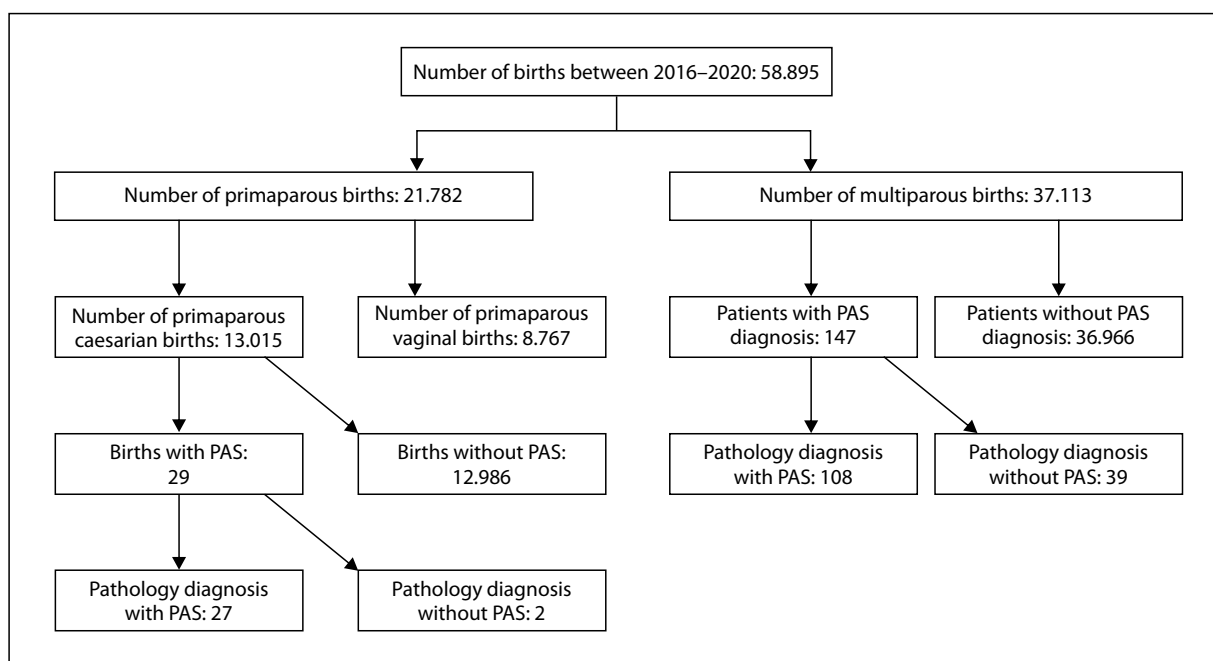 Number of births between 2016–2020: 58.895
Number of primaparous births: 21.782
Number of multiparous births: 37.113
Number of primaparous
caesarian births: 13.015
Number of primaparous
vaginal births: 8.767
Patients with PAS
diagnosis: 147
Patients without PAS
diagnosis: 36.966
Births with PAS:
29
Births without PAS:
12.986
Pathology diagnosis
with PAS: 108
Pathology diagnosis
without PAS: 39
Pathology diagnosis
with PAS: 27
Pathology diagnosis
without PAS: 2